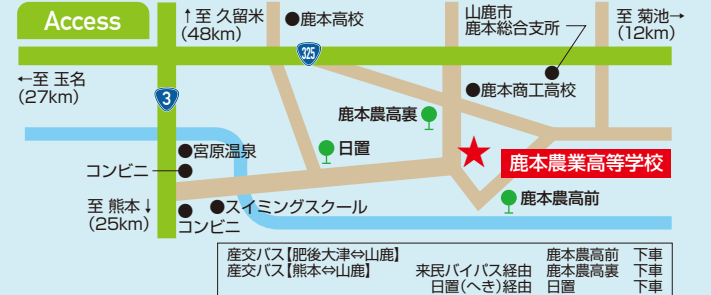 Access
↑至 久留米
(48km)
●鹿本高校
山鹿市
鹿本総合支所
至 菊池→
(12km)
325
←至 玉名
(27km)
3
●鹿本商工高校
鹿本農高裏
●宮原温泉
日置
コンビニ●
鹿本農業高等学校
至 熊本↓
(25km)
●スイミングスクール
コンビニ
鹿本農高前
産交バス【肥後大津⇔山鹿】 鹿本農高前 下車
産交バス【熊本⇔山鹿】 来民バイパス経由 鹿本農高裏 下車
日置(へき)経由 日置 下車